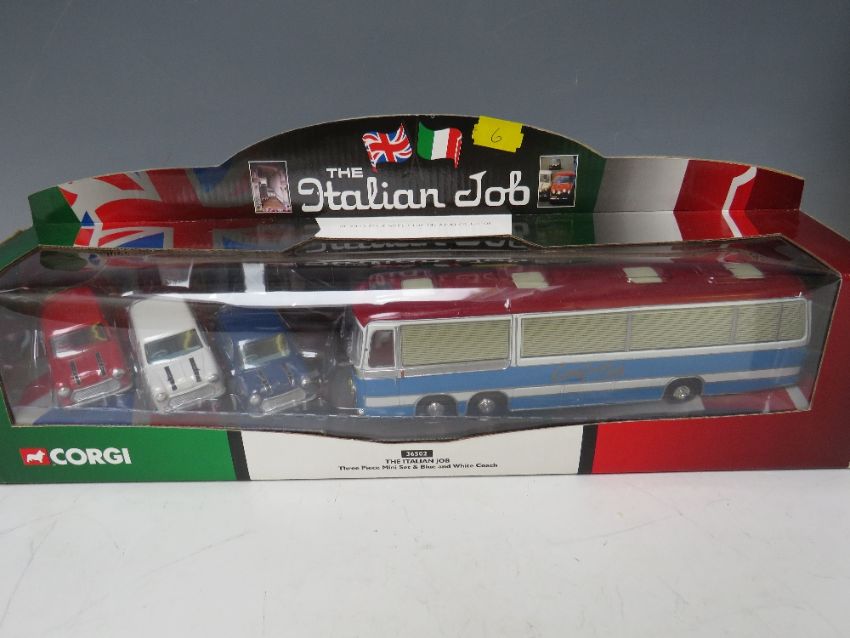 6
THE
Italian Job
CORGI
36502
THE ITALIAN JOB
Three Piece Mini Set & Blue and White Coach